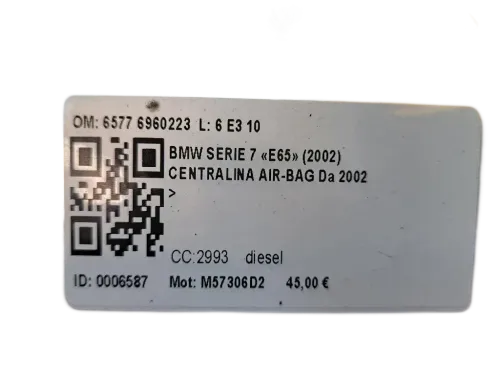 OM: 6577 6960223 L: 6 E3 10
BMW SERIE 7 «E65» (2002)
CENTRALINA AIR-BAG Da 2002
>
CC:2993 diesel
ID: 0006587 Mot: M57306D2 45,00 €